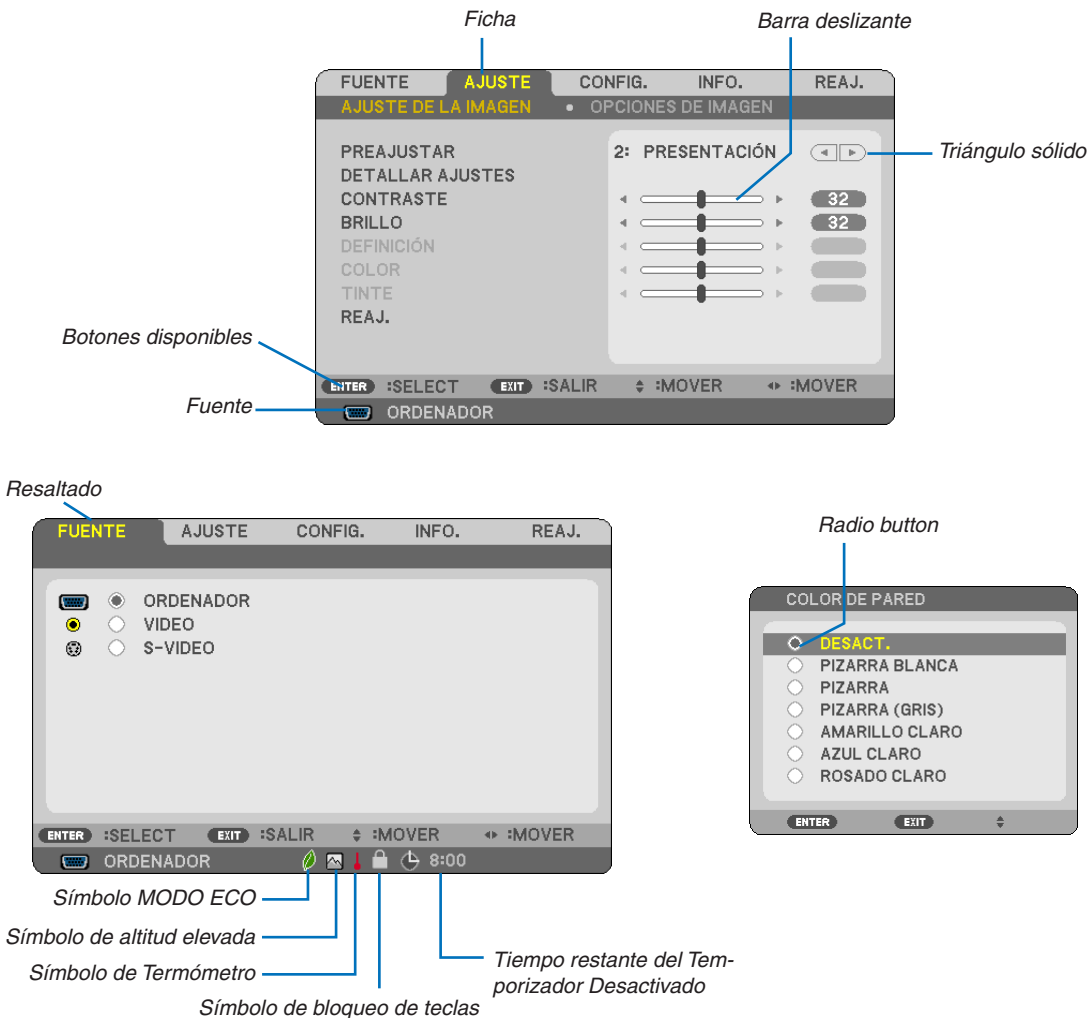 Ficha
Barra deslizante
FUENTE AJUSTE CONFIG. INFO. REAJ.
AJUSTE DE LA IMAGEN • OPCIONES DE IMAGEN
PREAJUSTAR 2: PRESENTACIÓN
Triángulo sólido
DETALLAR AJUSTES
CONTRASTE 32
BRILLO 32
DEFINICIÓN
COLOR
TINTE
REAJ.
Botones disponibles
ENTER :SELECT EXIT :SALIR :MOVER :MOVER
Fuente
ORDENADOR
Resaltado
FUENTE AJUSTE CONFIG. INFO. REAJ.
ORDENADOR
VIDEO
S-VIDEO
ENTER :SELECT EXIT :SALIR :MOVER :MOVER
ORDENADOR 8:00
Símbolo MODO ECO
Símbolo de altitud elevada
Símbolo de Termómetro
Símbolo de bloqueo de teclas
Tiempo restante del Tem-
porizador Desactivado
Radio button
COLOR DE PARED
DESACT.
PIZARRA BLANCA
PIZARRA
PIZARRA (GRIS)
AMARILLO CLARO
AZUL CLARO
ROSADO CLARO
ENTER EXIT